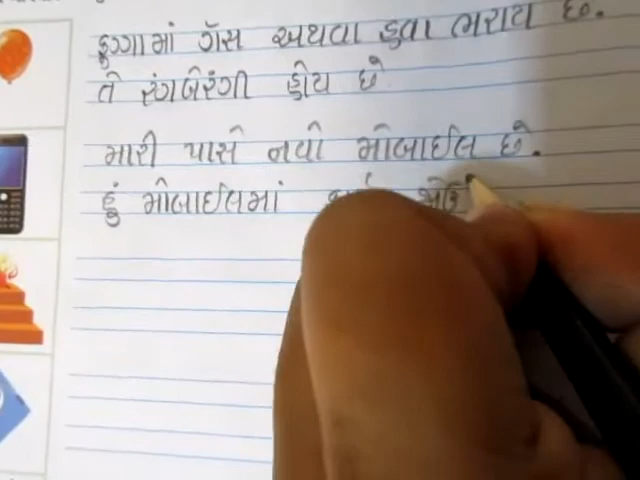 ફુગ્ગામાં ગૅસ અથવા હવા ભરાય છે.
તે રંગબેરંગી હોય છે
મારી પાસે નવો મોબાઈલ છે.
હું મોબાઈલમાં